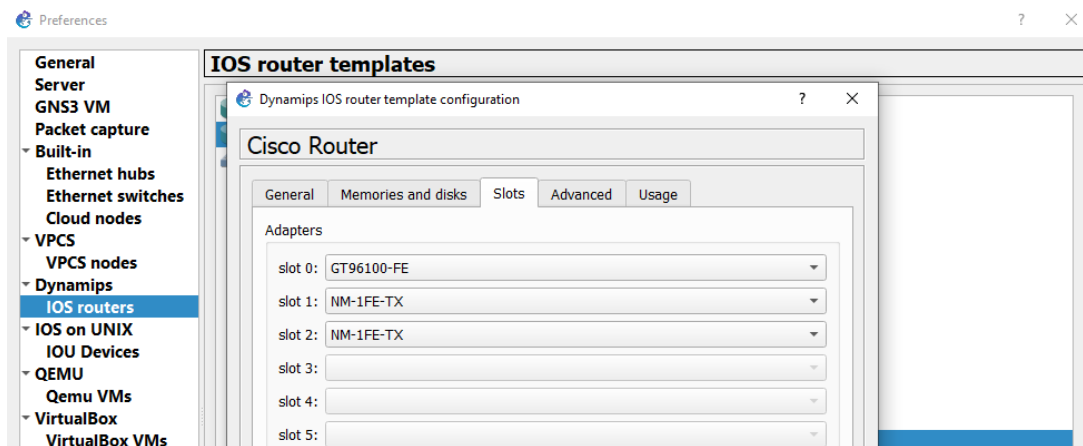 Preferences
?
General
Server
GNS3 VM
Packet capture
Built-in
Ethernet hubs
Ethernet switches
Cloud nodes
VPCS
VPCS nodes
Dynamips
IOS routers
IOS on UNIX
IOU Devices
QEMU
Qemu VMs
VirtualBox
VirtualBox VMs
IOS router templates
Dynamips IOS router template configuration
?
Cisco Router
General Memories and disks Slots Advanced Usage
Adapters
slot 0: GT96100-FE
slot 1: NM-1FE-TX
slot 2: NM-1FE-TX
slot 3:
slot 4:
slot 5: